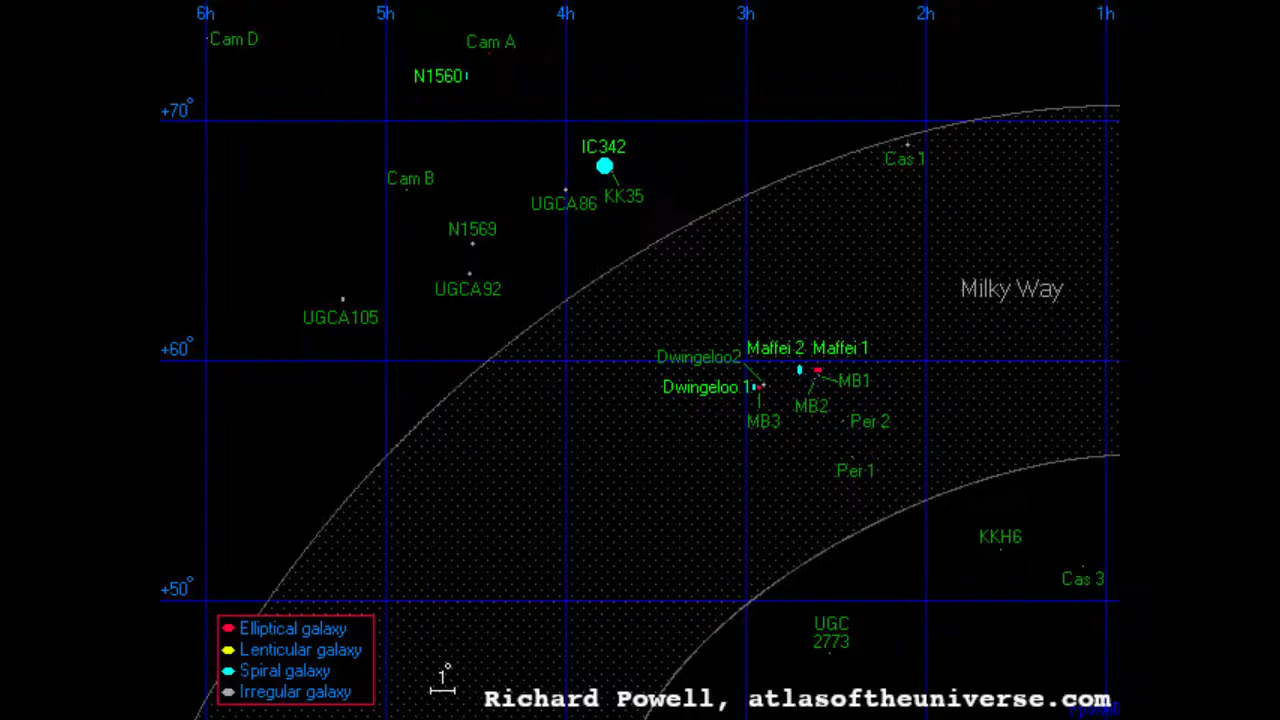 6h 5h 4h 3h 2h 1h
Cam D
Cam A
N1560
+70°
IC342
Cas 1
Cam B
KK35
UGCA86
N1569
Milky Way
UGCA92
UGCA105
+60°
Maffei 2 Maffei 1
Dwingeloo2
MB1
Dwingeloo 1
MB2
MB3
Per 2
Per 1
KKH6
Cas 3
+50°
UGC
2773
Elliptical galaxy
Lenticular galaxy
Spiral galaxy
Irregular galaxy
1°
Richard Powell, atlasoftheuniverse.com